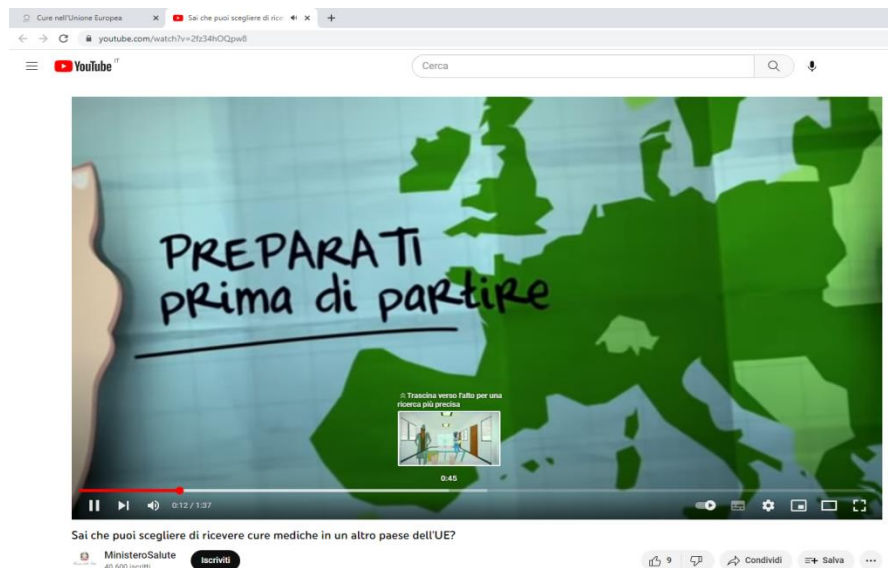 Cure nell'Unione Europea
Sai che puoi scegliere di rice
youtube.com/watch?v=2fz34hOQpw8
YouTube IT
Cerca
PREPARATI
prima di partire
Trascina verso l'alto per una
ricerca più precisa
0:45
0:12 / 1:37
Sai che puoi scegliere di ricevere cure mediche in un altro paese dell'UE?
MinisteroSalute
40.600 iscritti
Iscriviti
9
Condividi
Salva